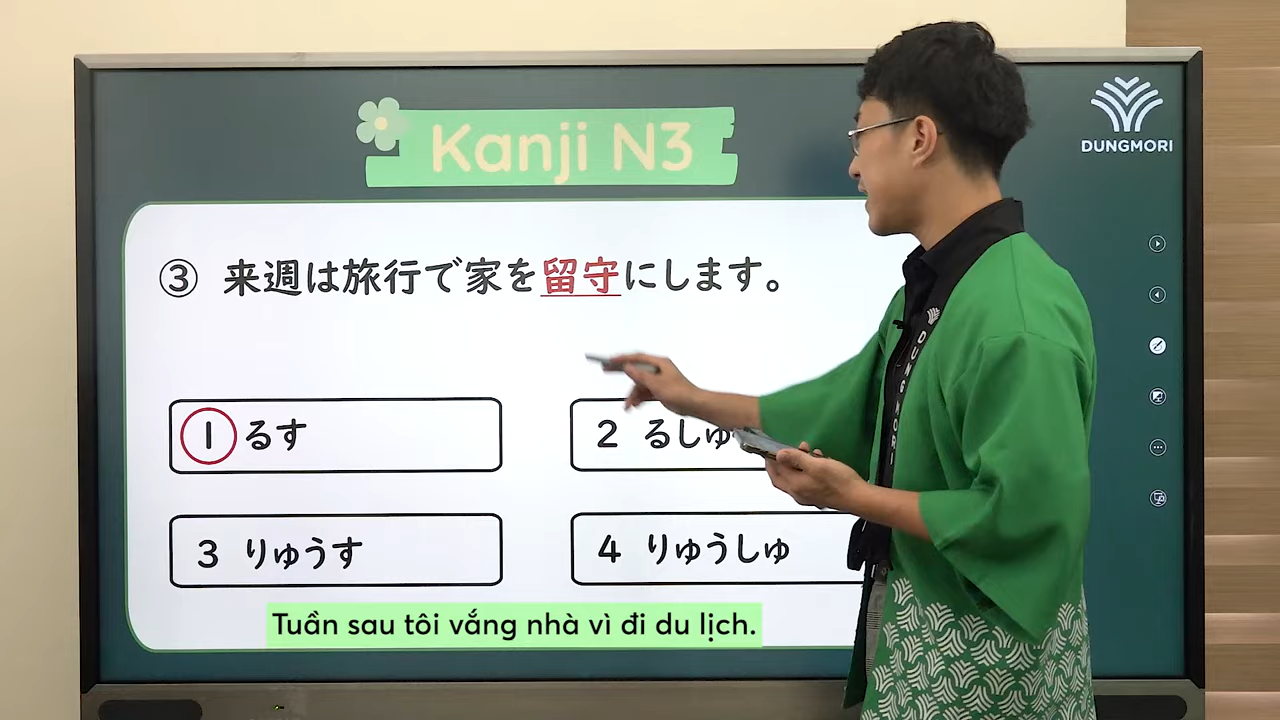 Kanji N3
DUNGMORI
③ 来週は旅行で家を留守にします。
1 るす
2 るしゅ
3 りゅうす
4 りゅうしゅ
Tuần sau tôi vắng nhà vì đi du lịch.
DUNGMORI